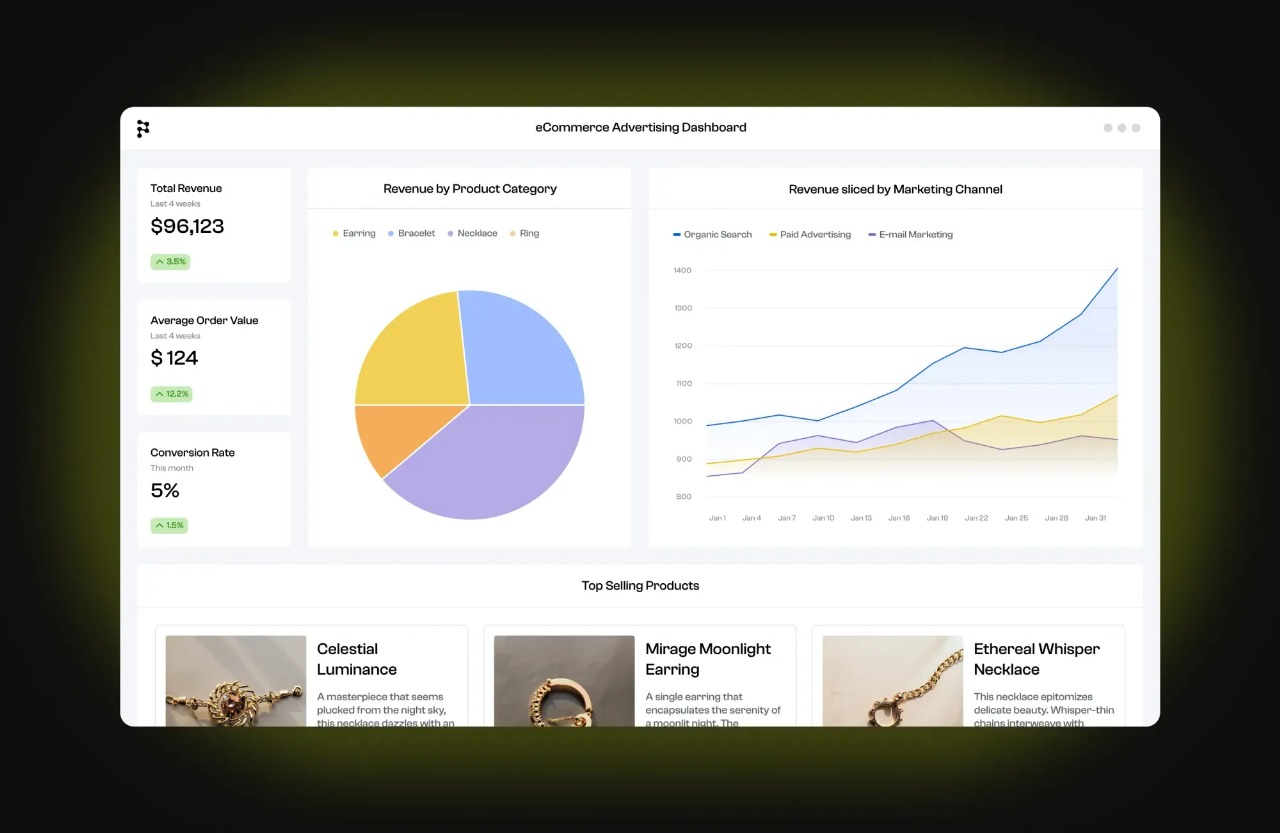 eCommerce Advertising Dashboard
Total Revenue
Last 4 weeks
$96,123
3.5%
Average Order Value
Last 4 weeks
$ 124
12.2%
Conversion Rate
This month
5%
1.5%
Revenue by Product Category
Earring Bracelet Necklace Ring
Revenue sliced by Marketing Channel
Organic Search Paid Advertising E-mail Marketing
1400
1300
1200
1100
1000
900
800
Jan 1 Jan 4 Jan 7 Jan 10 Jan 13 Jan 16 Jan 19 Jan 22 Jan 25 Jan 28 Jan 31
Top Selling Products
Celestial
Luminance
A masterpiece that seems
plucked from the night sky,
this necklace dazzles with an
Mirage Moonlight
Earring
A single earring that
encapsulates the serenity of
a moonlit night. The
Ethereal Whisper
Necklace
This necklace epitomizes
delicate beauty. Whisper-thin
chains interweave with